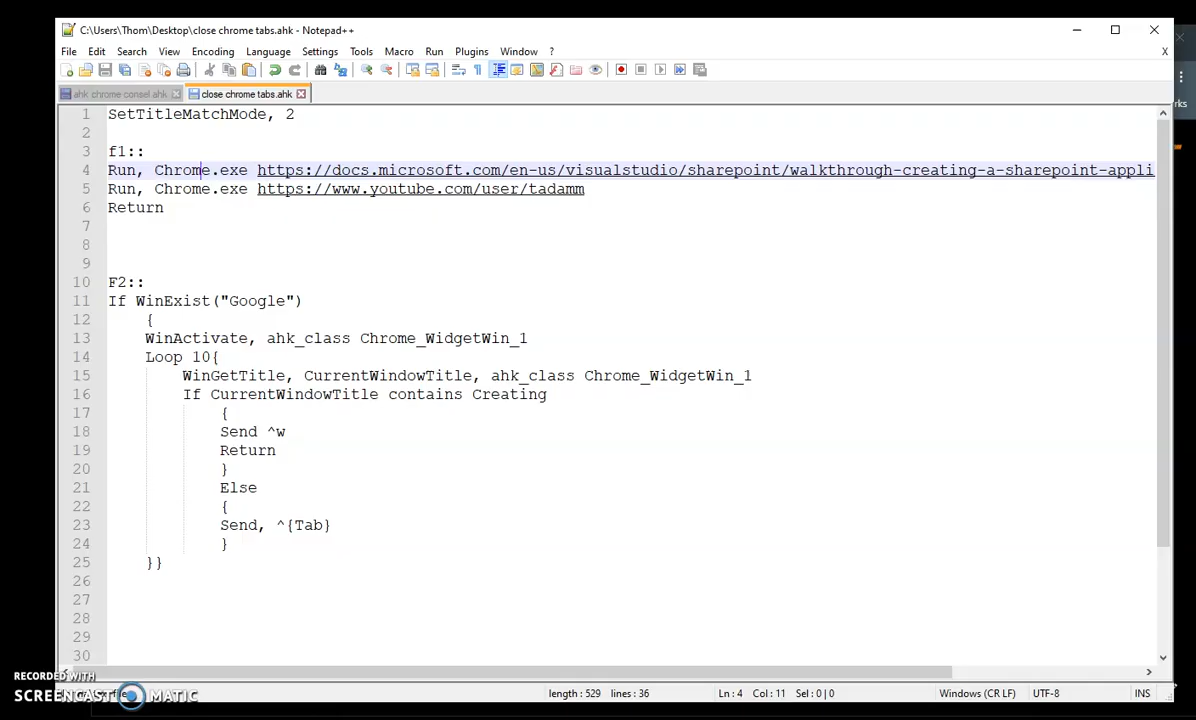 C:\Users\Thom\Desktop\close chrome tabs.ahk - Notepad++
File Edit Search View Encoding Language Settings Tools Macro Run Plugins Window ? X
ahk chrome consel.ahk close chrome tabs.ahk
rks
1 SetTitleMatchMode, 2
2
3 f1::
4 Run, Chrome.exe https://docs.microsoft.com/en-us/visualstudio/sharepoint/walkthrough-creating-a-sharepoint-appli
5 Run, Chrome.exe https://www.youtube.com/user/tadamm
6 Return
7
8
9
10 F2::
11 If WinExist("Google")
12 {
13 WinActivate, ahk_class Chrome_WidgetWin_1
14 Loop 10{
15 WinGetTitle, CurrentWindowTitle, ahk_class Chrome_WidgetWin_1
16 If CurrentWindowTitle contains Creating
17 {
18 Send ^w
19 Return
20 }
21 Else
22 {
23 Send, ^{Tab}
24 }
25 }}
26
27
28
29
30
RECORDED WITH
SCREENCAST MATIC
length : 529 lines : 36 Ln : 4 Col : 11 Sel : 0 | 0 Windows (CR LF) UTF-8 INS